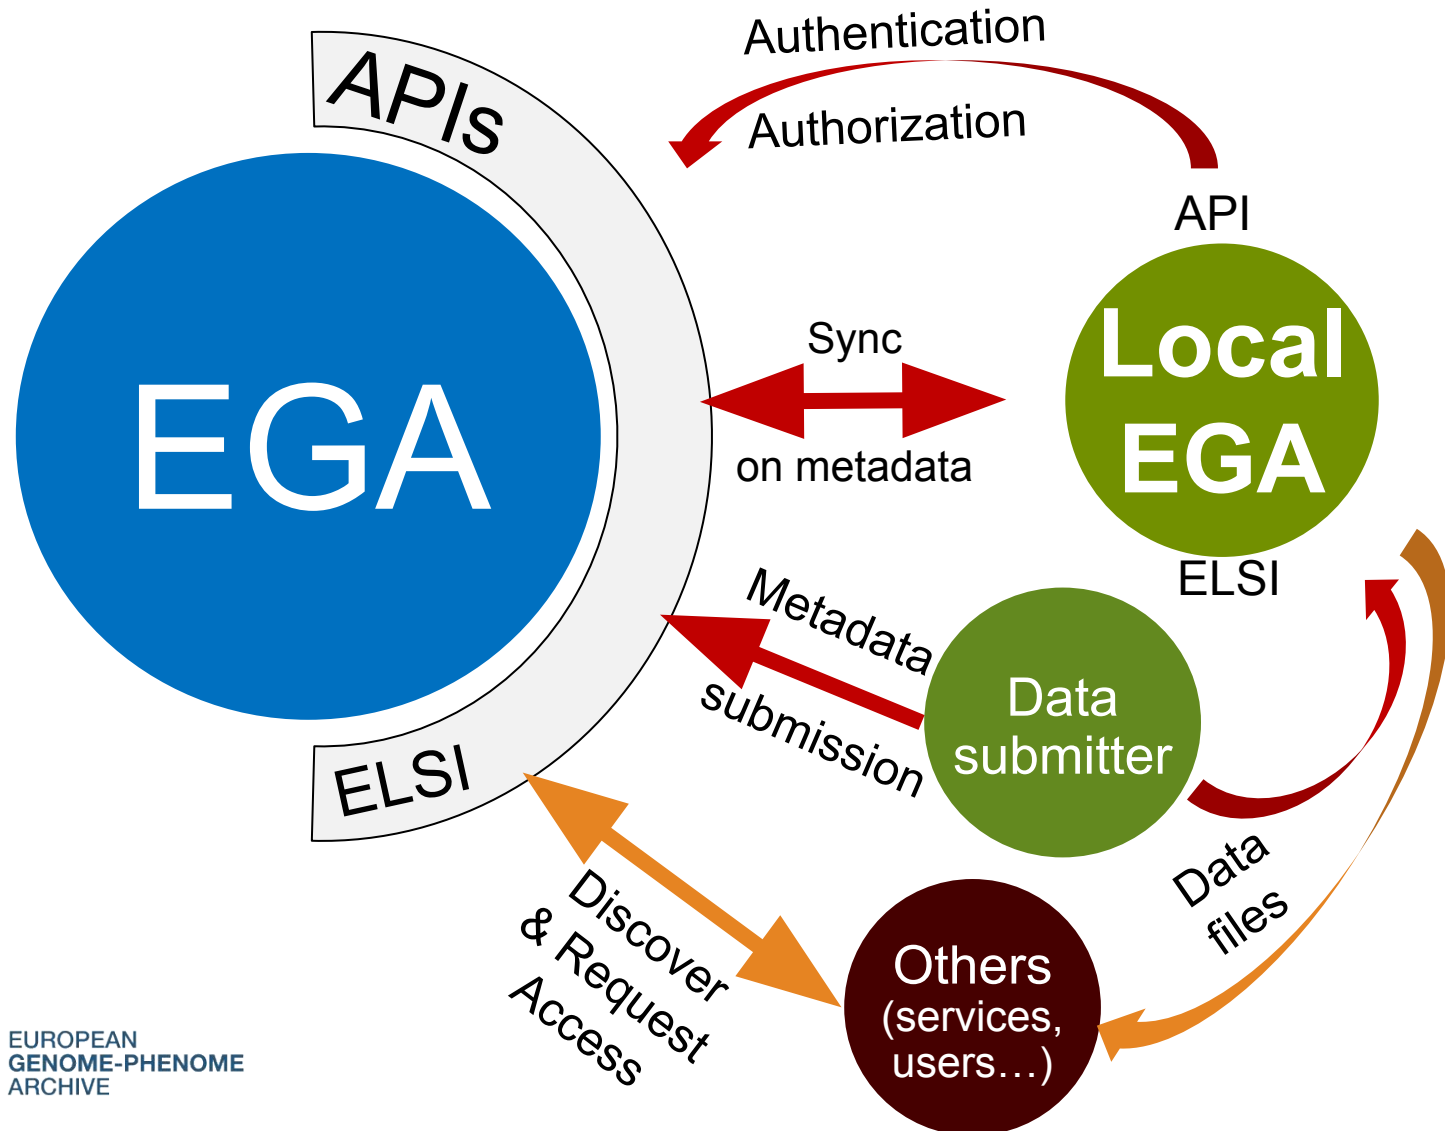 APIs
EGA
ELSI
Authentication
Authorization
API
Local
EGA
ELSI
Sync
on metadata
Metadata
submission
Data
submitter
Data
files
Discover
& Request
Access
Others
(services,
users…)
EUROPEAN
GENOME-PHENOME
ARCHIVE